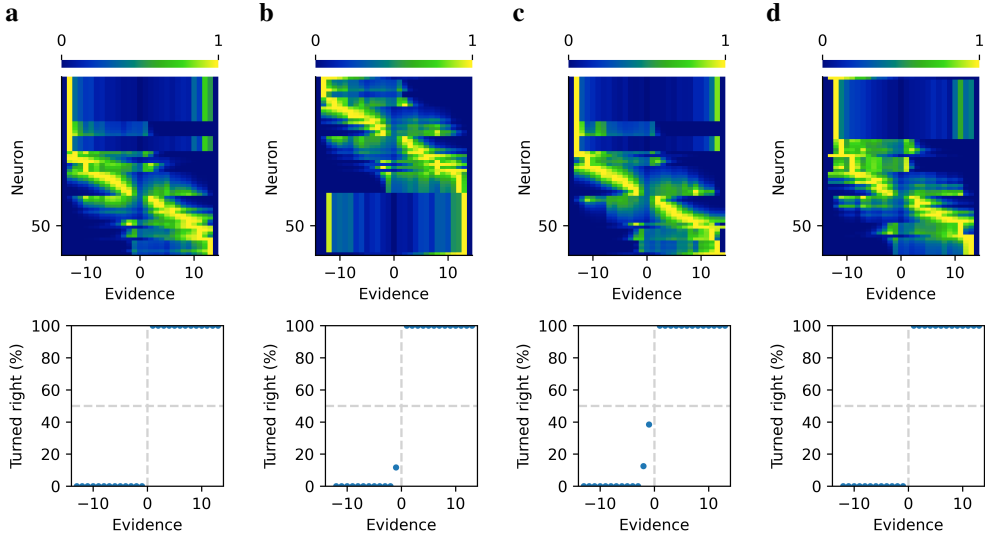 a b c d
0 1 0 1 0 1 0 1
Neuron Neuron Neuron Neuron
50 50 50 50
−10 0 10 −10 0 10 −10 0 10 −10 0 10
Evidence Evidence Evidence Evidence
Turned right (%) Turned right (%) Turned right (%) Turned right (%)
100 100 100 100
80 80 80 80
60 60 60 60
40 40 40 40
20 20 20 20
0 0 0 0
−10 0 10 −10 0 10 −10 0 10 −10 0 10
Evidence Evidence Evidence Evidence